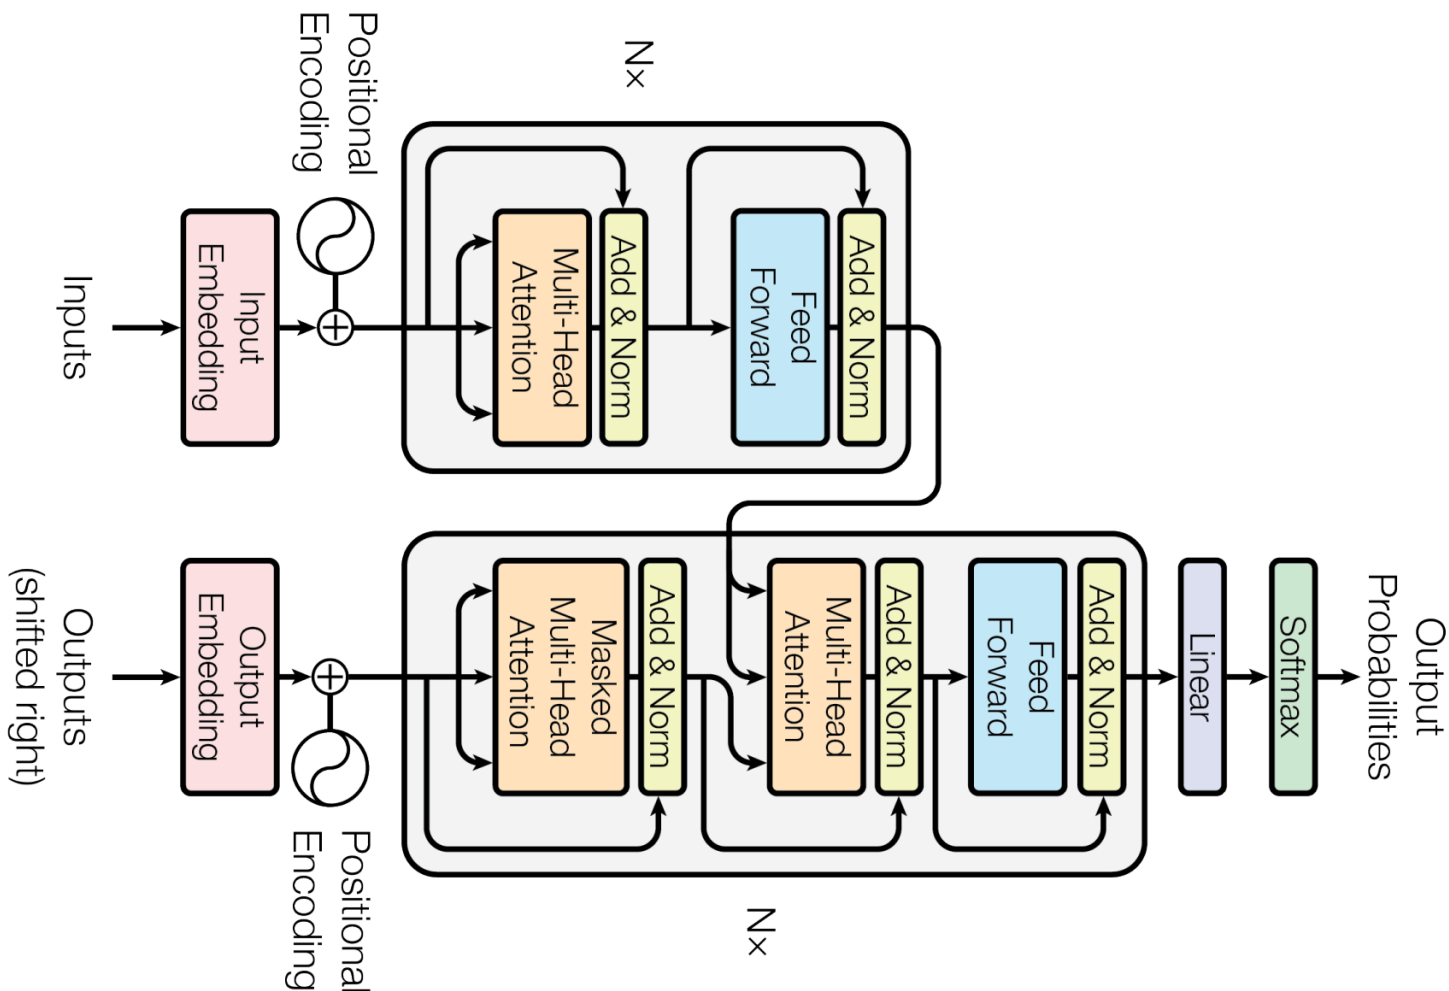 Output
Probabilities
Softmax
Linear
Add & Norm
Feed
Forward
Add & Norm
Multi-Head
Attention
Add & Norm
Masked
Multi-Head
Attention
Nx
Add & Norm
Feed
Forward
Add & Norm
Multi-Head
Attention
Nx
Positional
Encoding
Input
Embedding
Inputs
Positional
Encoding
Output
Embedding
Outputs
(shifted right)